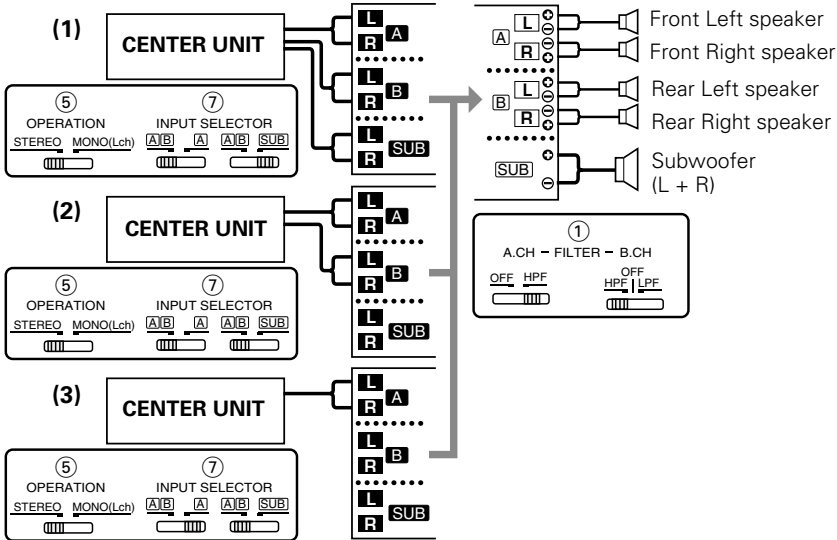 (1)
CENTER UNIT
⑤ ⑦
OPERATION INPUT SELECTOR
STEREO MONO(Lch) A B A A B SUB
L
R A
L
R B
L
R SUB
(2)
CENTER UNIT
⑤ ⑦
OPERATION INPUT SELECTOR
STEREO MONO(Lch) A B A A B SUB
L
R A
L
R B
L
R SUB
(3)
CENTER UNIT
⑤ ⑦
OPERATION INPUT SELECTOR
STEREO MONO(Lch) A B A A B SUB
L
R A
L
R B
L
R SUB
A L ⊕ ⊖ Front Left speaker
R ⊖ ⊕ Front Right speaker
B L ⊕ ⊖ Rear Left speaker
R ⊖ ⊕ Rear Right speaker
SUB ⊕ ⊖ Subwoofer
(L + R)
①
A.CH – FILTER – B.CH
OFF HPF HPF OFF LPF